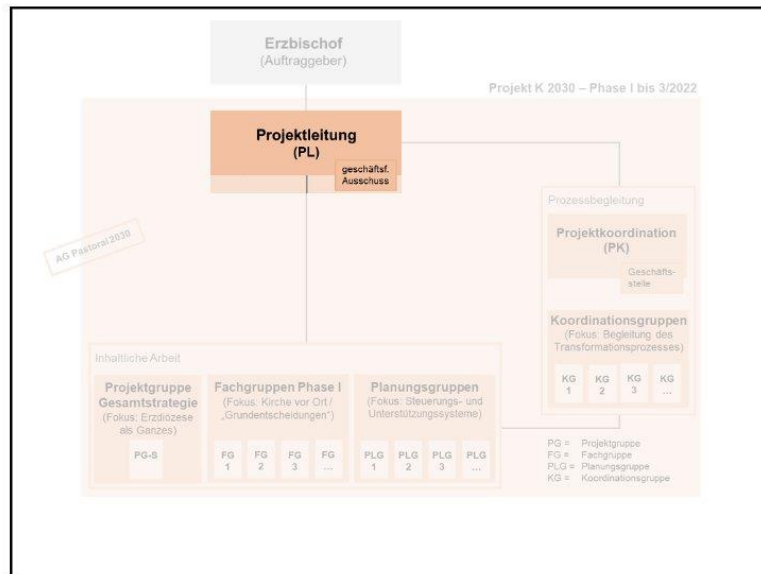 Erzbischof
(Auftraggeber)
Projekt K 2030 – Phase I bis 3/2022
Projektleitung
(PL)
geschäftsf.
Ausschuss
AG Pastoral 2030
Prozessbegleitung
Projektkoordination
(PK)
Geschäfts-
stelle
Koordinationsgruppen
(Fokus: Begleitung des
Transformationsprozesses)
KG
1
KG
2
KG
3
KG
...
Inhaltliche Arbeit
Projektgruppe
Gesamtstrategie
(Fokus: Erzdiözese
als Ganzes)
PG-S
Fachgruppen Phase I
(Fokus: Kirche vor Ort /
„Grundentscheidungen“)
FG
1
FG
2
FG
3
FG
...
Planungsgruppen
(Fokus: Steuerungs- und
Unterstützungssysteme)
PLG
1
PLG
2
PLG
3
PLG
...
PG = Projektgruppe
FG = Fachgruppe
PLG = Planungsgruppe
KG = Koordinationsgruppe